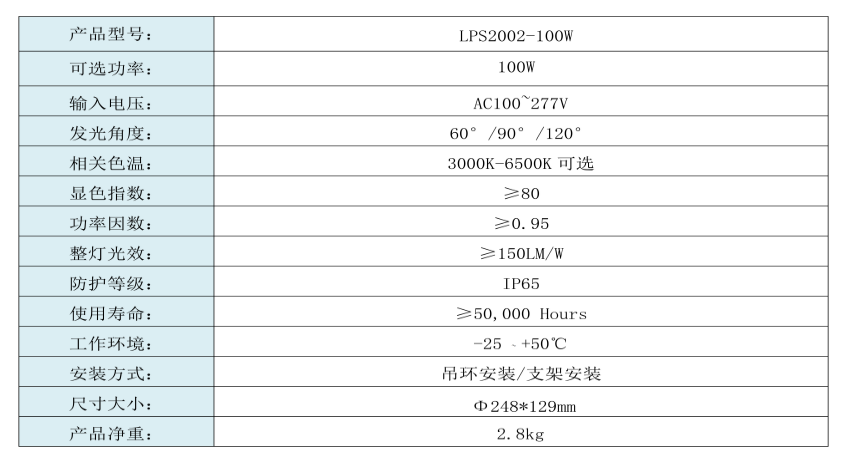 产品型号： LPS2002-100W
可选功率： 100W
输入电压： AC100~277V
发光角度： 60°/90°/120°
相关色温： 3000K-6500K 可选
显色指数： ≥80
功率因数： ≥0.95
整灯光效： ≥150LM/W
防护等级： IP65
使用寿命： ≥50,000 Hours
工作环境： -25 ~ +50℃
安装方式： 吊环安装/支架安装
尺寸大小： Φ248*129mm
产品净重： 2.8kg